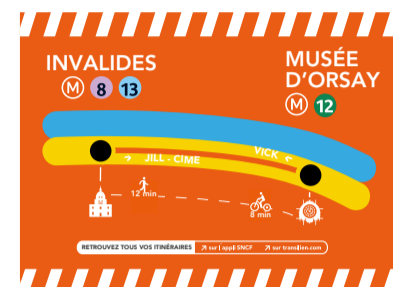 INVALIDES
M 8 13
MUSÉE
D'ORSAY
M 12
→ JILL - CIME
VICK ←
12 min
8 min
RETROUVEZ TOUS VOS ITINÉRAIRES ↗ sur l'appli SNCF ↗ sur transilien.com